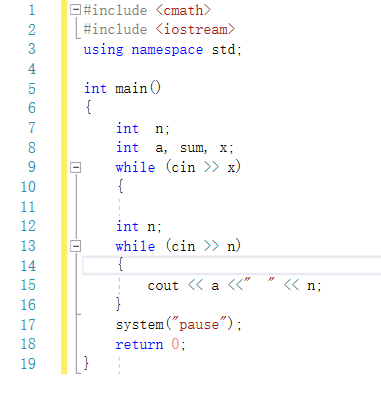 1 #include <cmath>
2 #include <iostream>
3 using namespace std;
4
5 int main()
6 {
7     int  n;
8     int  a, sum, x;
9     while (cin >> x)
10     {
11
12     int n;
13     while (cin >> n)
14     {
15         cout << a <<"  " << n;
16     }
17     system("pause");
18     return 0;
19 }